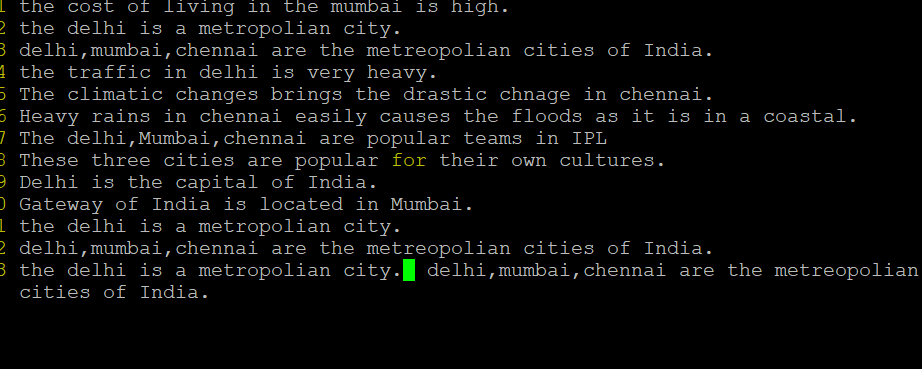 1 the cost of living in the mumbai is high.
2 the delhi is a metropolian city.
3 delhi,mumbai,chennai are the metreopolian cities of India.
4 the traffic in delhi is very heavy.
5 The climatic changes brings the drastic chnage in chennai.
6 Heavy rains in chennai easily causes the floods as it is in a coastal.
7 The delhi,Mumbai,chennai are popular teams in IPL
8 These three cities are popular for their own cultures.
9 Delhi is the capital of India.
0 Gateway of India is located in Mumbai.
1 the delhi is a metropolian city.
2 delhi,mumbai,chennai are the metreopolian cities of India.
3 the delhi is a metropolian city. delhi,mumbai,chennai are the metreopolian
cities of India.